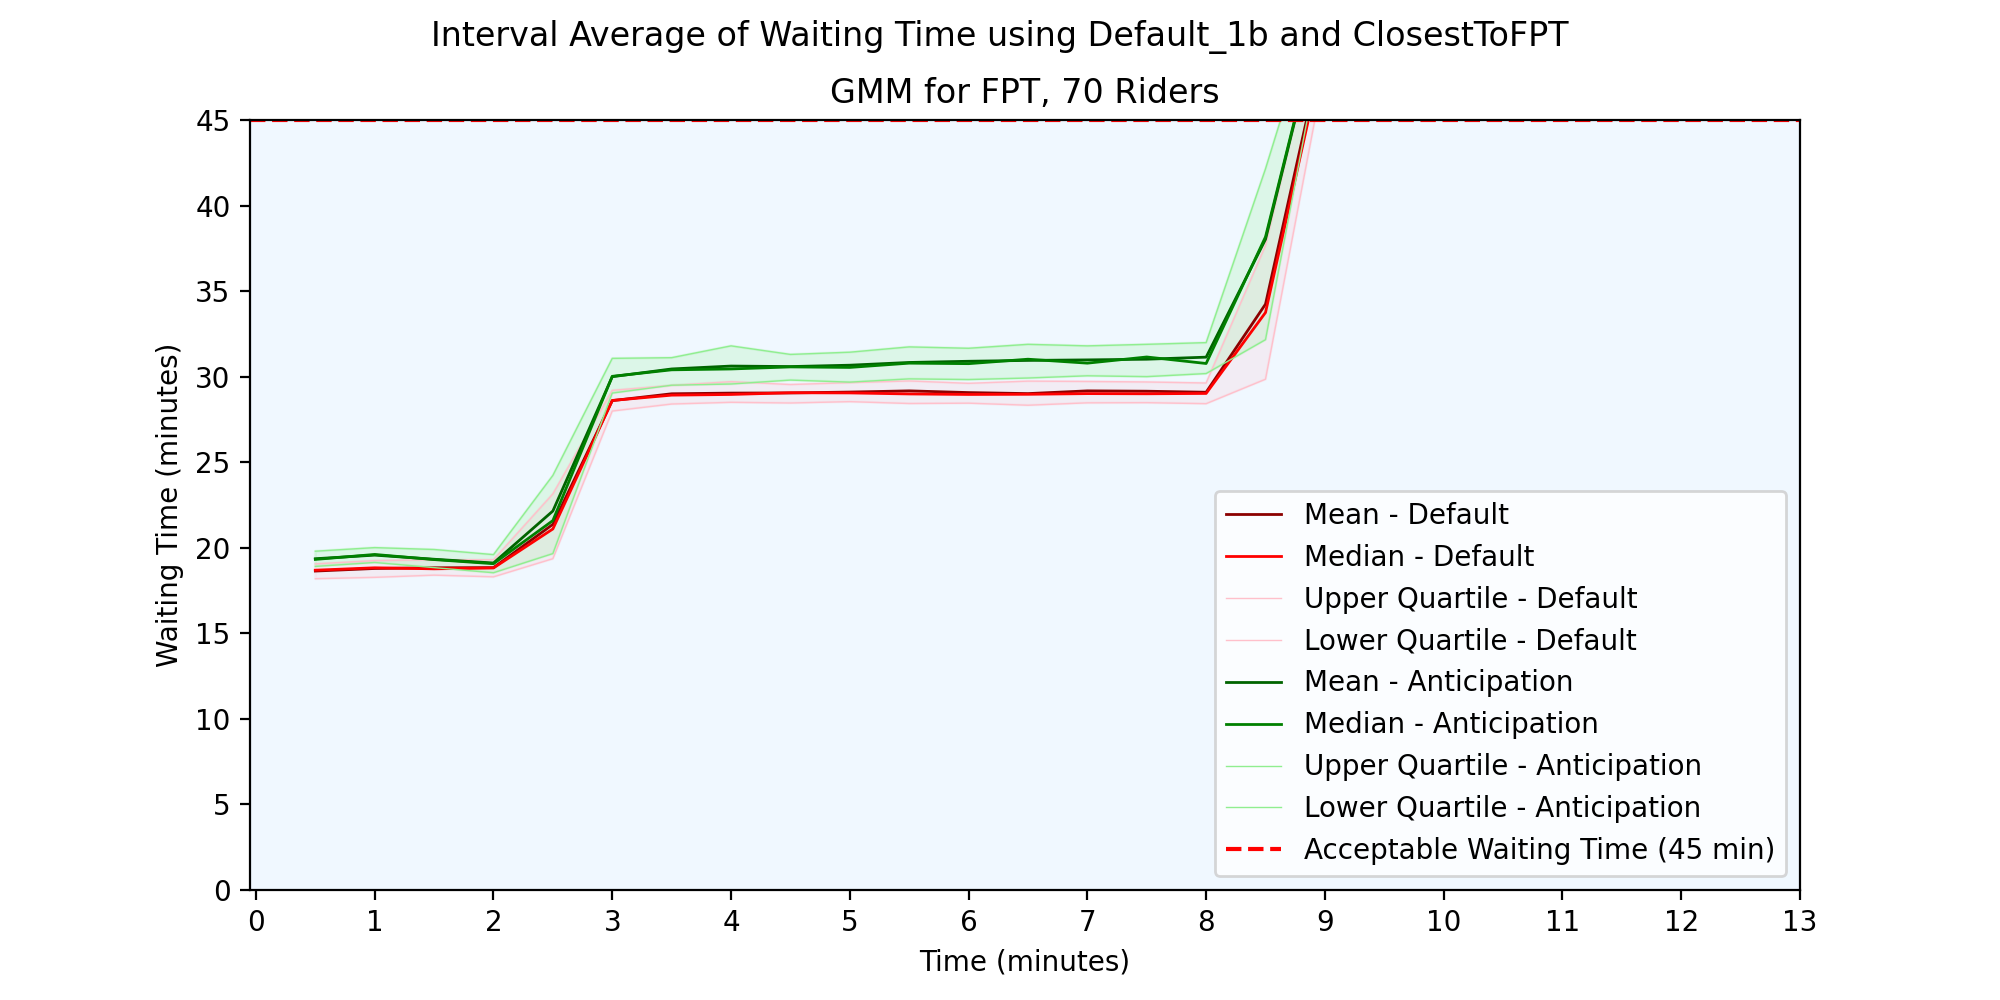 Interval Average of Waiting Time using Default_1b and ClosestToFPT
GMM for FPT, 70 Riders
45
40
35
30
25
20
15
10
5
0
Waiting Time (minutes)
Mean - Default
Median - Default
Upper Quartile - Default
Lower Quartile - Default
Mean - Anticipation
Median - Anticipation
Upper Quartile - Anticipation
Lower Quartile - Anticipation
Acceptable Waiting Time (45 min)
0 1 2 3 4 5 6 7 8 9 10 11 12 13
Time (minutes)